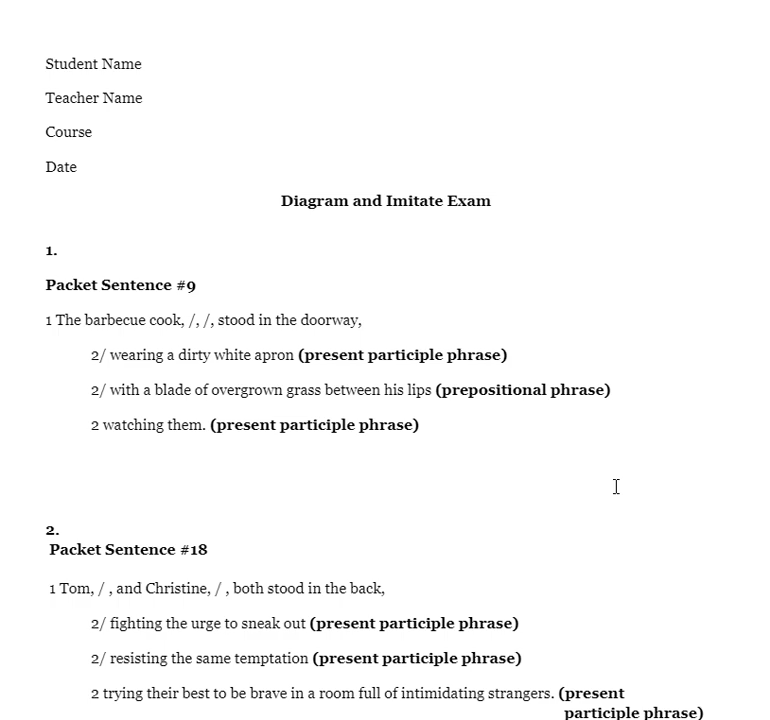 Student Name
Teacher Name
Course
Date
Diagram and Imitate Exam
1.
Packet Sentence #9
1 The barbecue cook, /, /, stood in the doorway,
2/ wearing a dirty white apron (present participle phrase)
2/ with a blade of overgrown grass between his lips (prepositional phrase)
2 watching them. (present participle phrase)
2.
Packet Sentence #18
1 Tom, / , and Christine, / , both stood in the back,
2/ fighting the urge to sneak out (present participle phrase)
2/ resisting the same temptation (present participle phrase)
2 trying their best to be brave in a room full of intimidating strangers. (present
participle phrase)